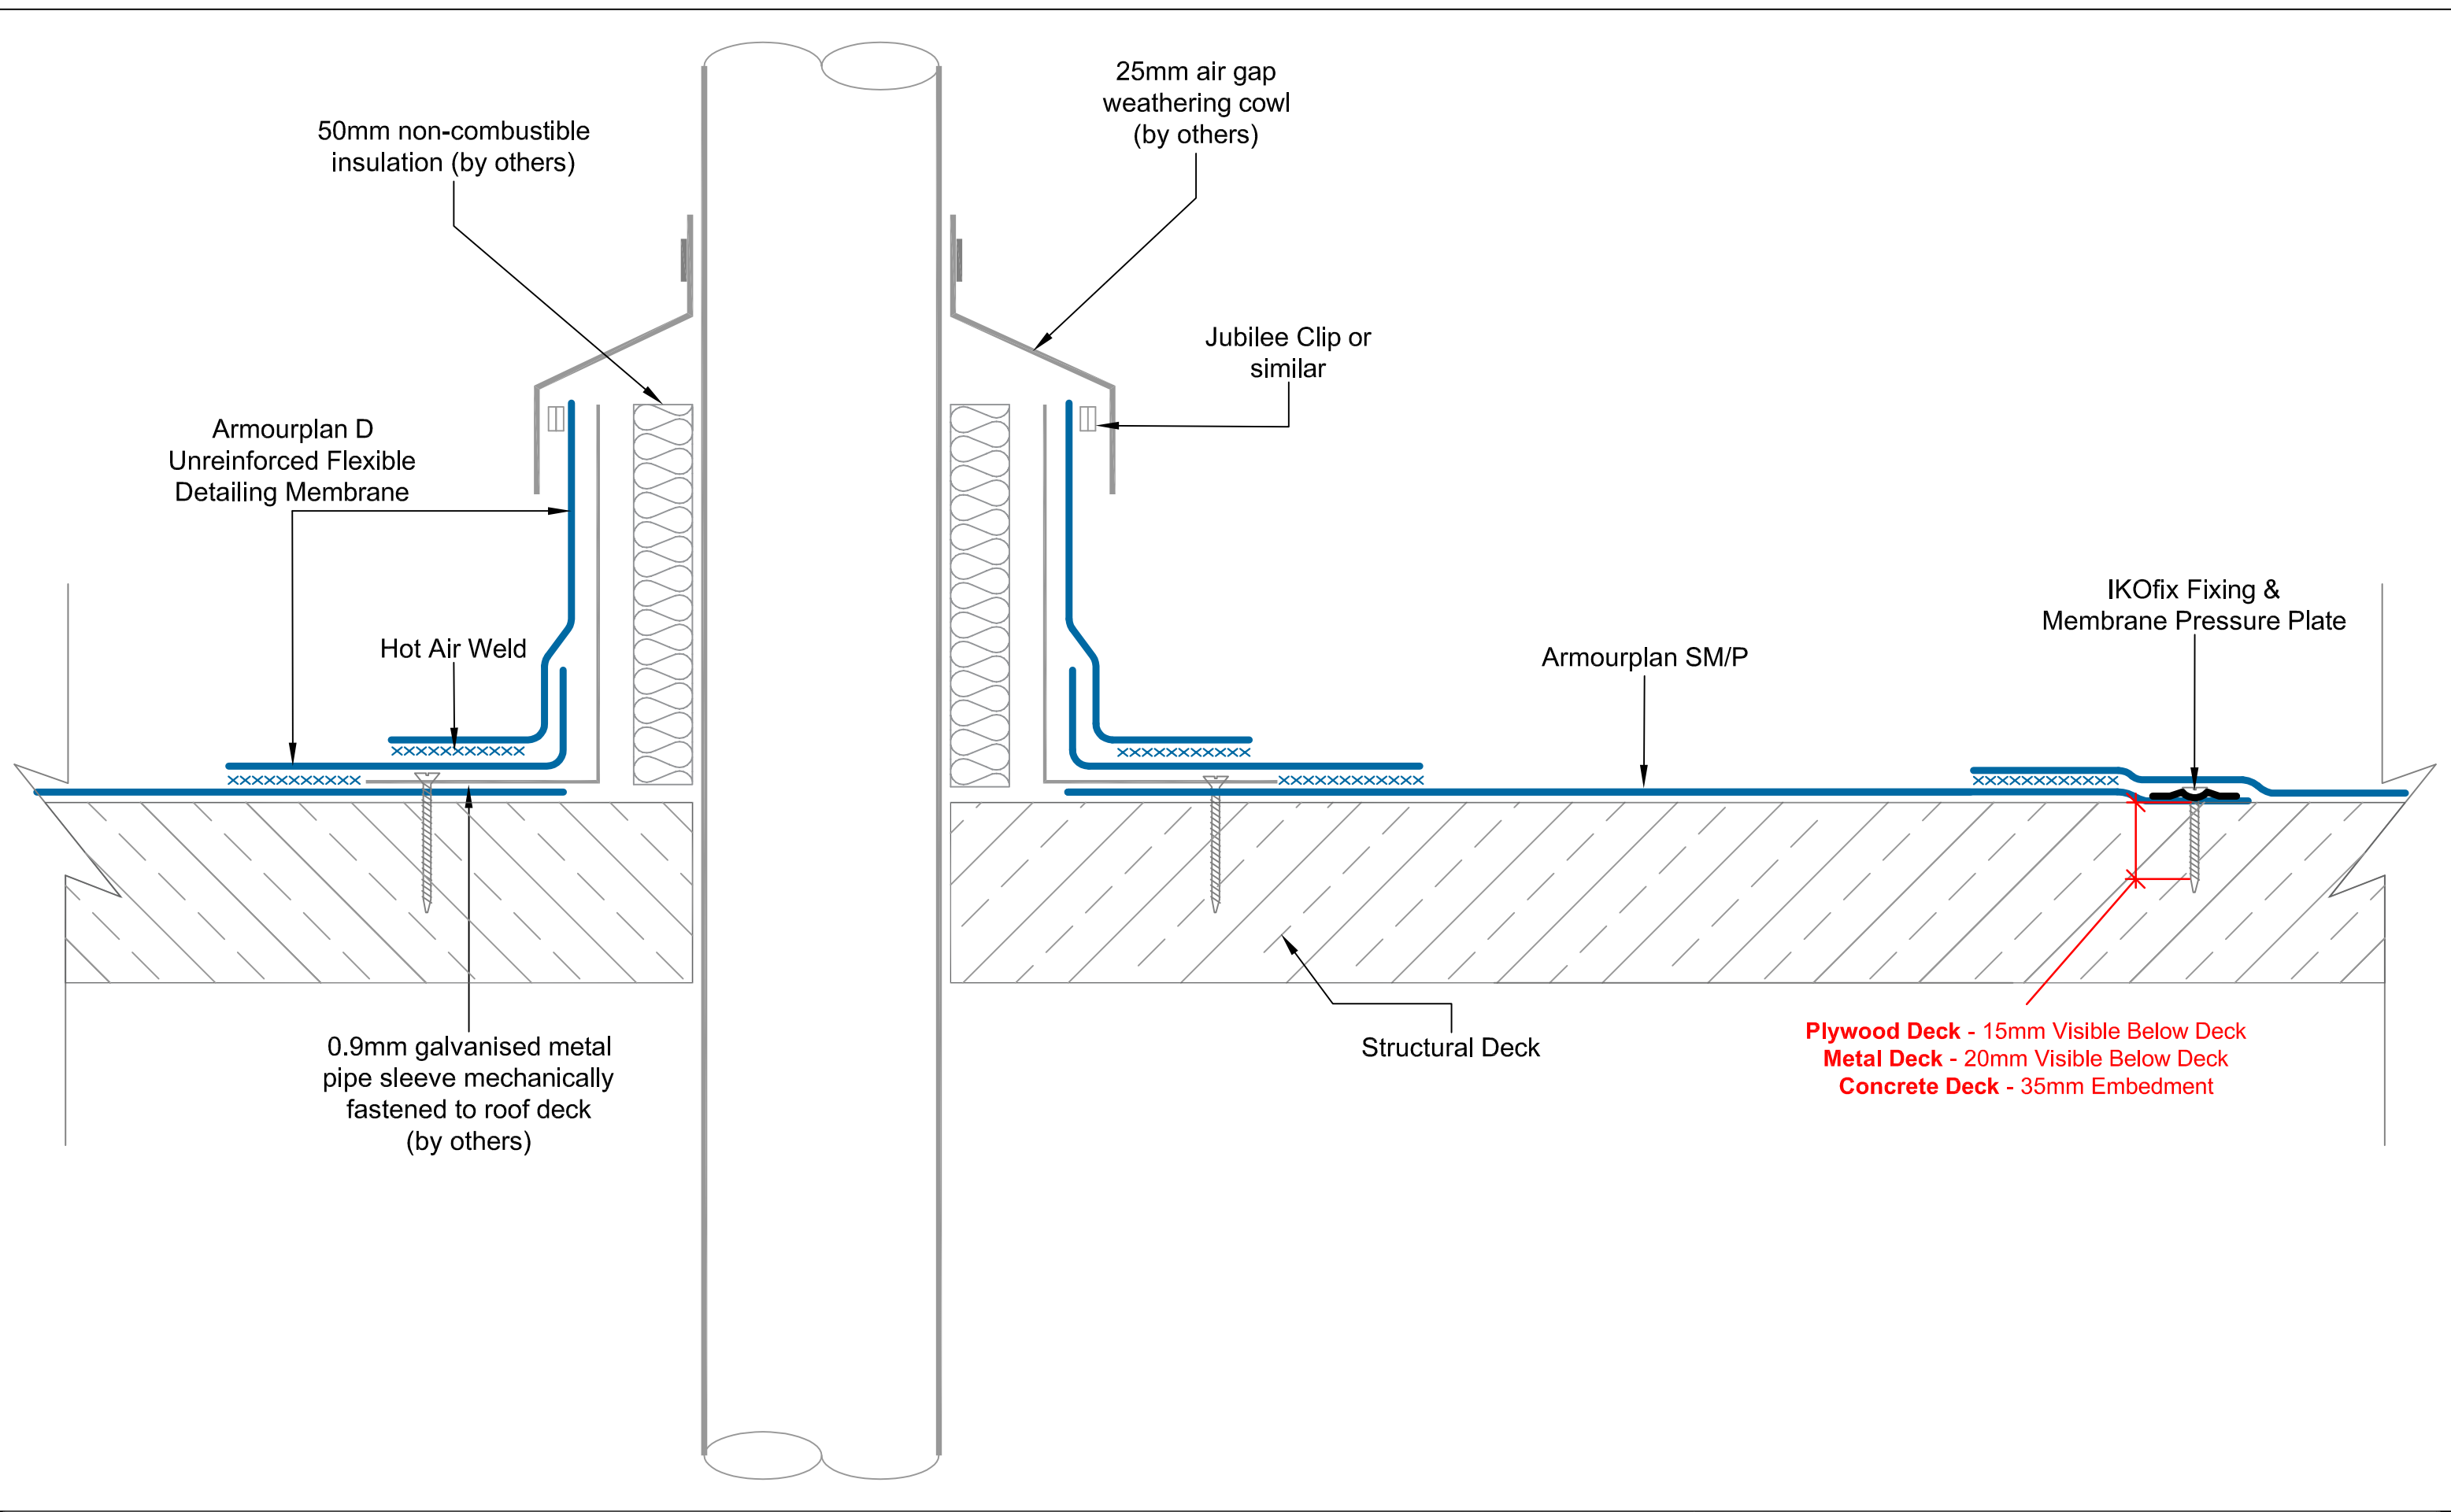 25mm air gap
weathering cowl
(by others)
50mm non-combustible
insulation (by others)
Jubilee Clip or
similar
Armourplan D
Unreinforced Flexible
Detailing Membrane
Hot Air Weld
IKOfix Fixing &
Membrane Pressure Plate
Armourplan SM/P
0.9mm galvanised metal
pipe sleeve mechanically
fastened to roof deck
(by others)
Structural Deck
Plywood Deck - 15mm Visible Below Deck
Metal Deck - 20mm Visible Below Deck
Concrete Deck - 35mm Embedment